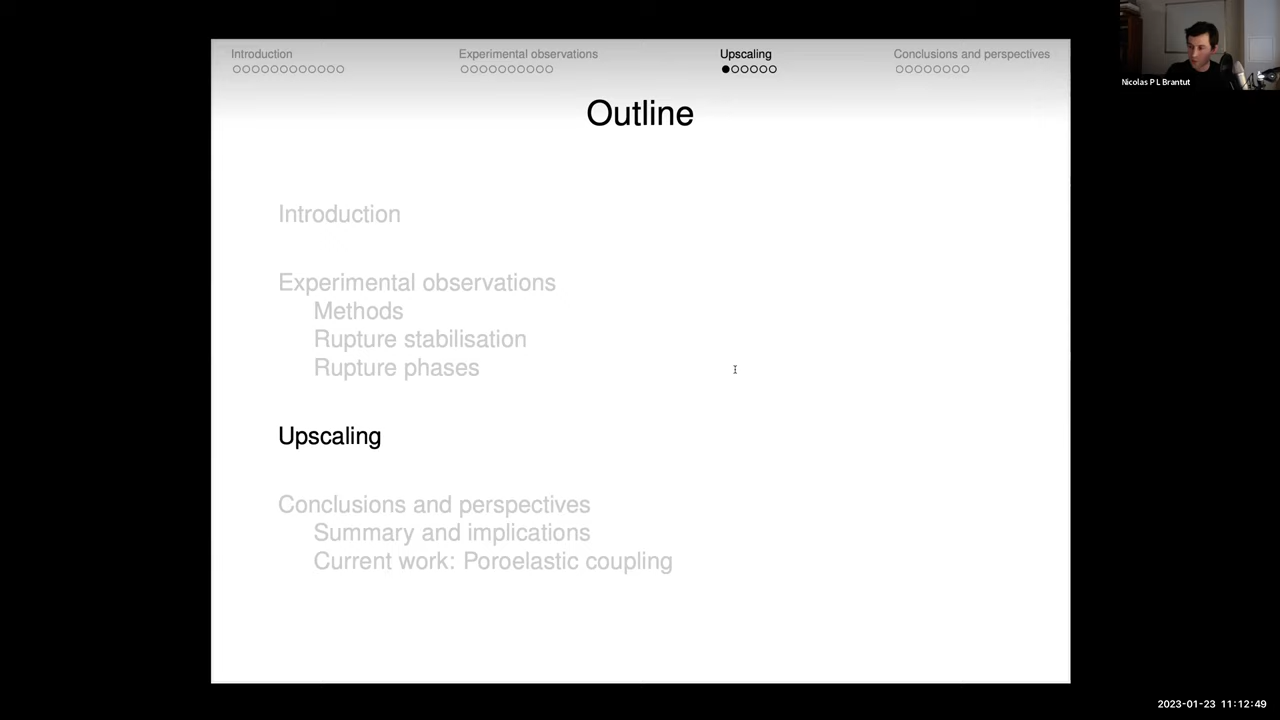 Introduction
Experimental observations
Upscaling
Conclusions and perspectives
Nicolas P L Brantut
Outline
Introduction
Experimental observations
Methods
Rupture stabilisation
Rupture phases
Upscaling
Conclusions and perspectives
Summary and implications
Current work: Poroelastic coupling
2023-01-23 11:12:49